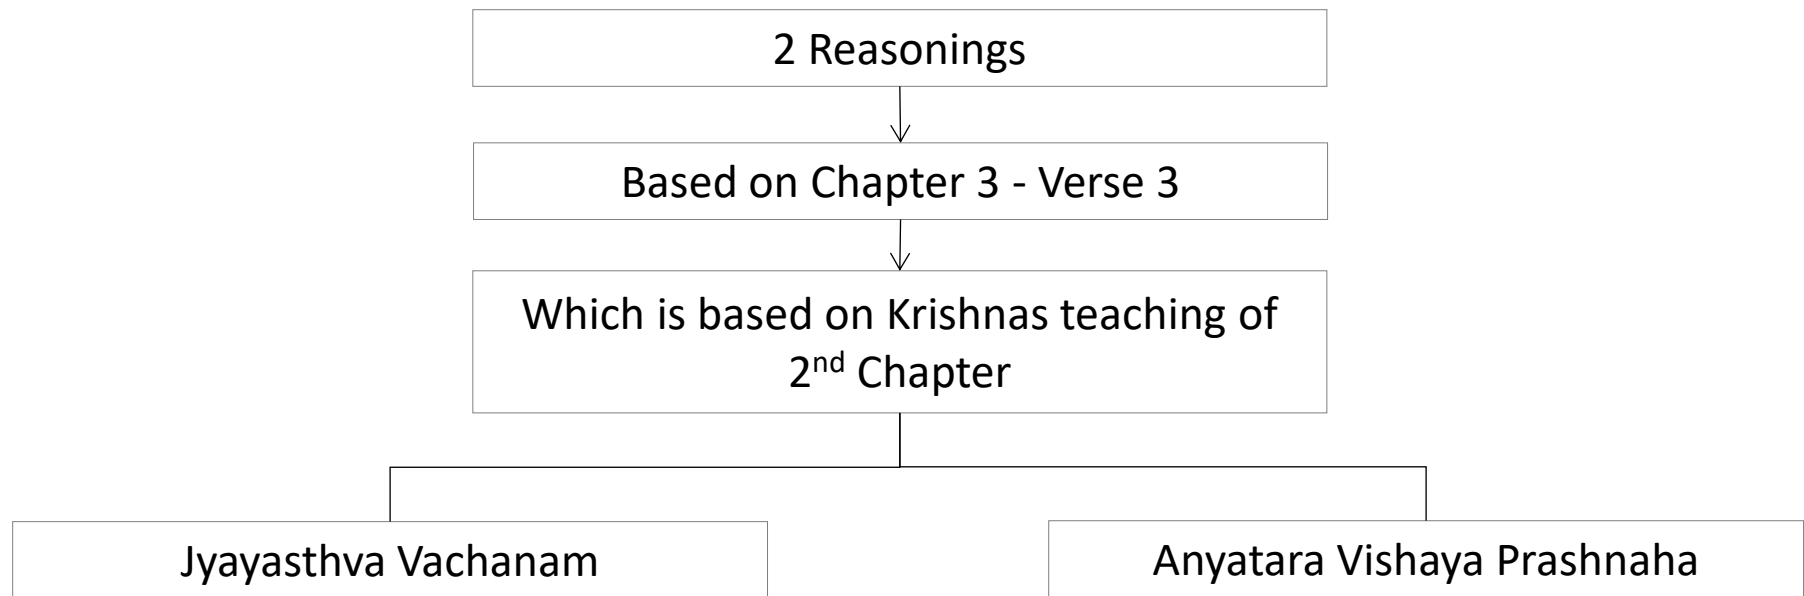 2 Reasonings
Based on Chapter 3 - Verse 3
Which is based on Krishnas teaching of
2nd Chapter
Jyayasthva Vachanam
Anyatara Vishaya Prashnaha